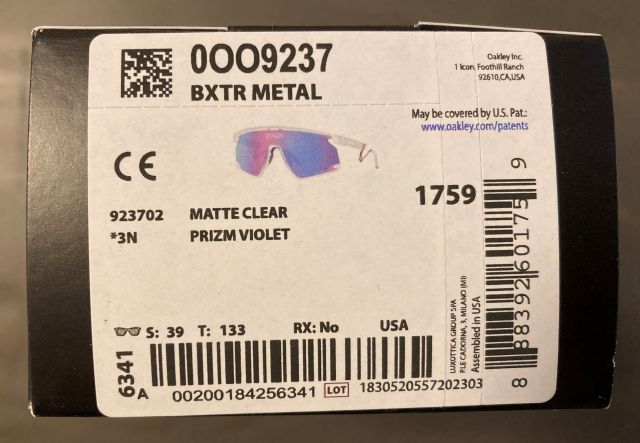 0OO9237
BXTR METAL
Oakley Inc.
1 Icon, Foothill Ranch
92610,CA,USA
May be covered by U.S. Pat.:
www.oakley.com/patents
CE
1759
923702 MATTE CLEAR
*3N PRIZM VIOLET
S: 39 T: 133 RX: No USA
6341
A
00200184256341 LOT 1830520557202303
LUXOTTICA GROUP SPA
PLE CADORNA, 3, MILANO (MI)
Assembled in USA
8 88392 60175 9